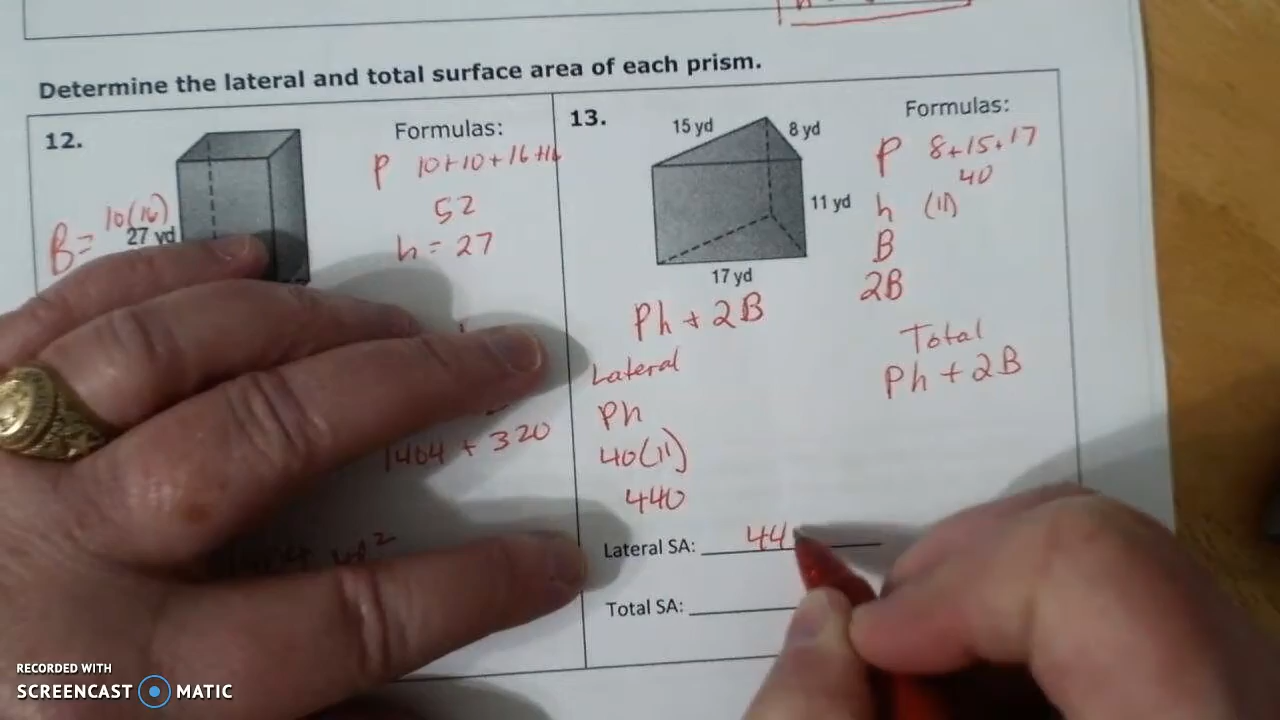 Determine the lateral and total surface area of each prism.
12.
Formulas:
P 10+10+16+16
52
h = 27
B = 10(16)
27 yd
1404 + 320
yd²
13.
15 yd
8 yd
11 yd
17 yd
Formulas:
P 8+15+17
40
h (11)
B
2B
Ph + 2B
Lateral
Ph
40(11)
440
Total
Ph + 2B
Lateral SA: 44
Total SA:
RECORDED WITH
SCREENCAST MATIC